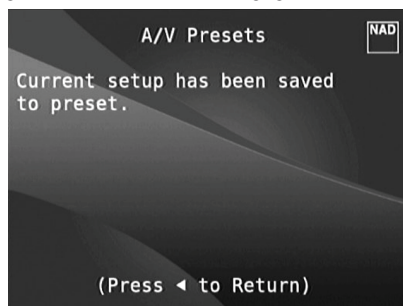 A/V Presets
NAD
Current setup has been saved
to preset.
(Press ◄ to Return)